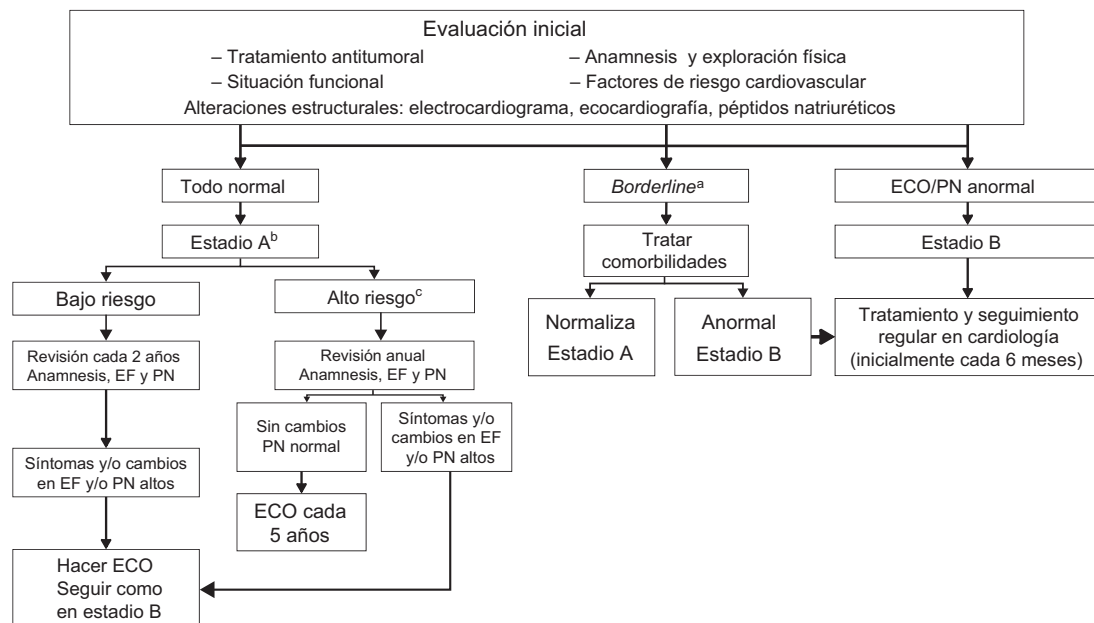 Evaluación inicial
– Tratamiento antitumoral
– Anamnesis y exploración física
– Situación funcional
– Factores de riesgo cardiovascular
Alteraciones estructurales: electrocardiograma, ecocardiografía, péptidos natriuréticos
Todo normal
Borderlineᵃ
ECO/PN anormal
Estadio Aᵇ
Tratar
comorbilidades
Estadio B
Bajo riesgo
Alto riesgoᶜ
Normaliza
Estadio A
Anormal
Estadio B
Tratamiento y seguimiento
regular en cardiología
(inicialmente cada 6 meses)
Revisión cada 2 años
Anamnesis, EF y PN
Revisión anual
Anamnesis, EF y PN
Sin cambios
PN normal
Síntomas y/o
cambios en EF
y/o PN altos
Síntomas y/o cambios
en EF y/o PN altos
ECO cada
5 años
Hacer ECO
Seguir como
en estadio B